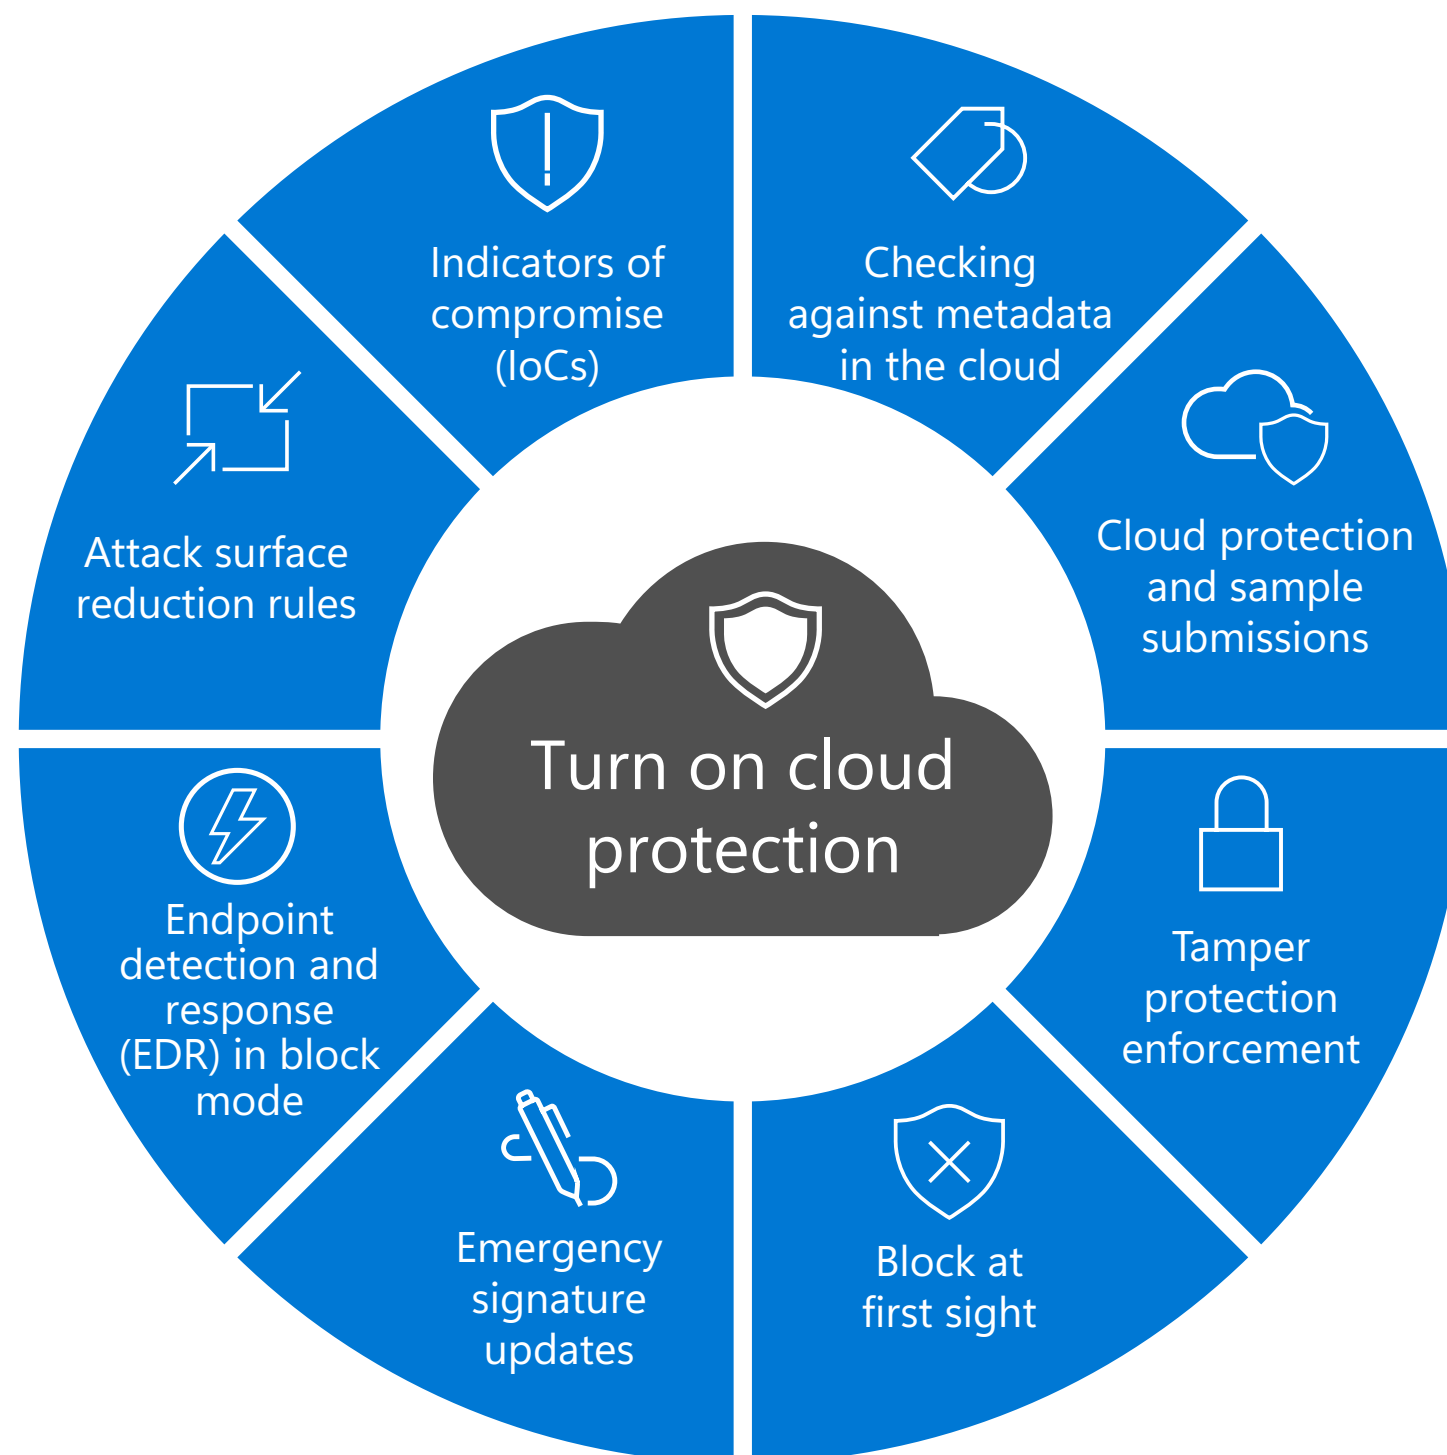 Indicators of
compromise
(IoCs)
Checking
against metadata
in the cloud
Cloud protection
and sample
submissions
Tamper
protection
enforcement
Block at
first sight
Emergency
signature
updates
Endpoint
detection and
response
(EDR) in block
mode
Attack surface
reduction rules
Turn on cloud
protection